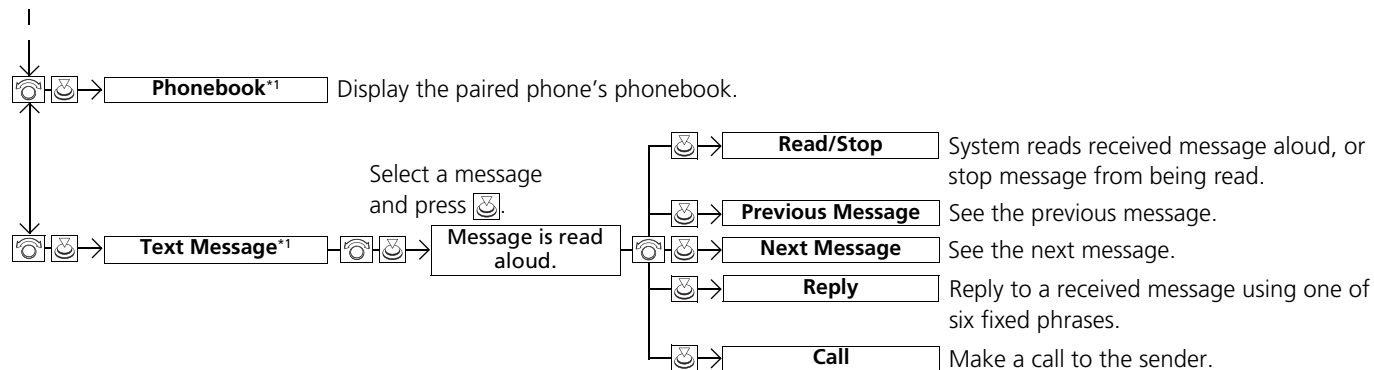 Phonebook*1 Display the paired phone's phonebook.
Select a message
and press .
Text Message*1
Message is read
aloud.
Read/Stop System reads received message aloud, or
stop message from being read.
Previous Message See the previous message.
Next Message See the next message.
Reply Reply to a received message using one of
six fixed phrases.
Call Make a call to the sender.